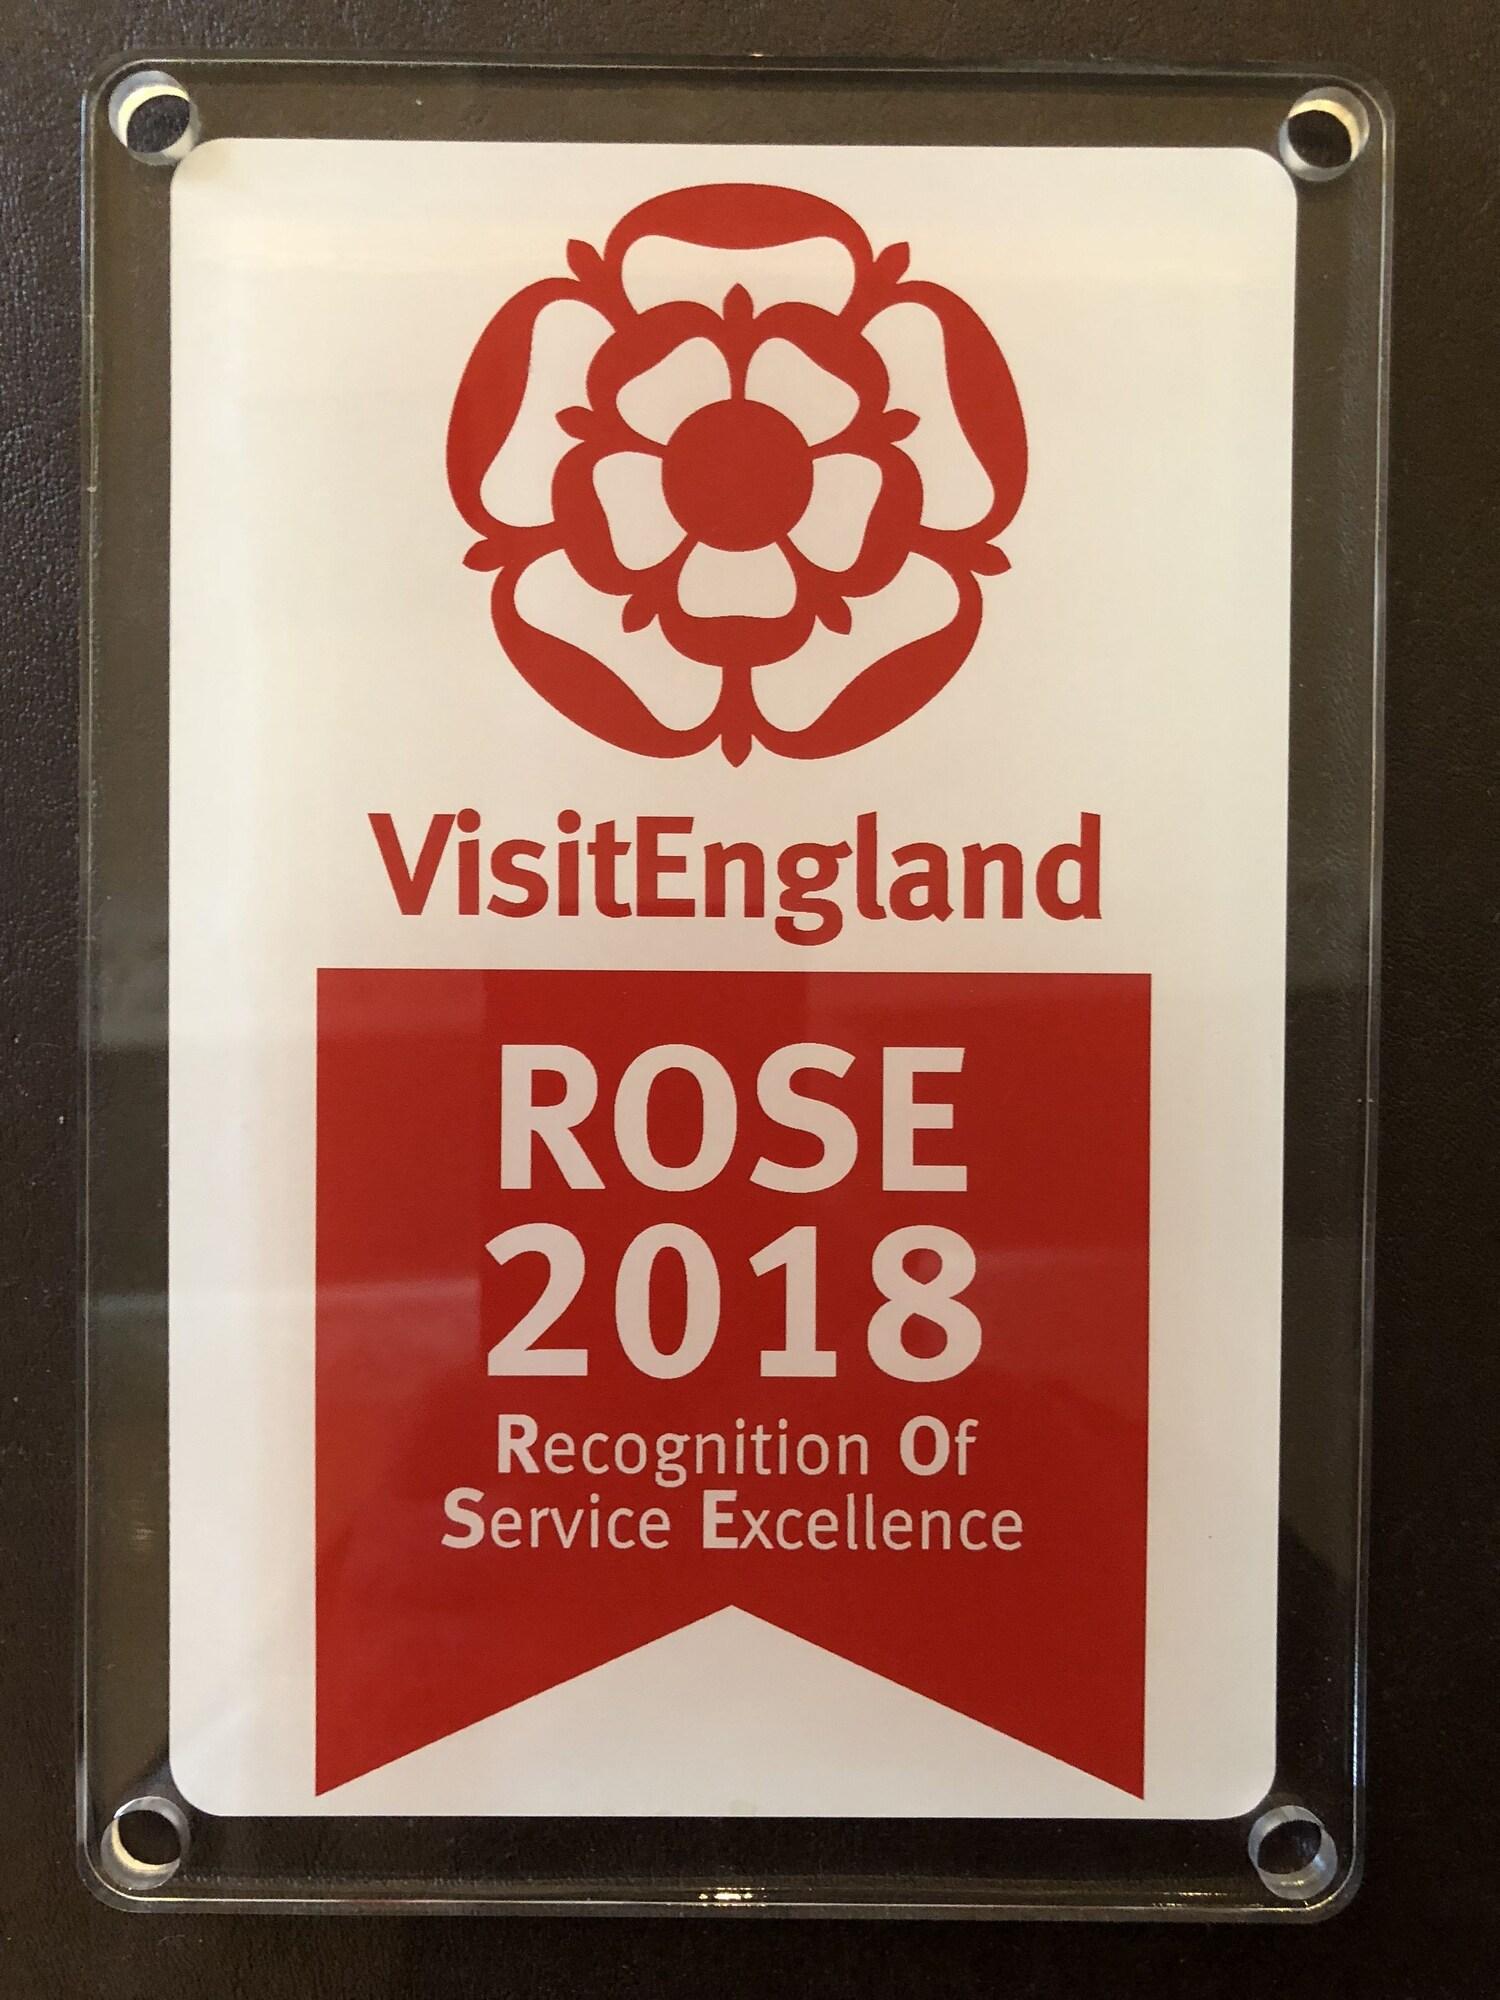 VisitEngland
ROSE
2018
Recognition Of
Service Excellence